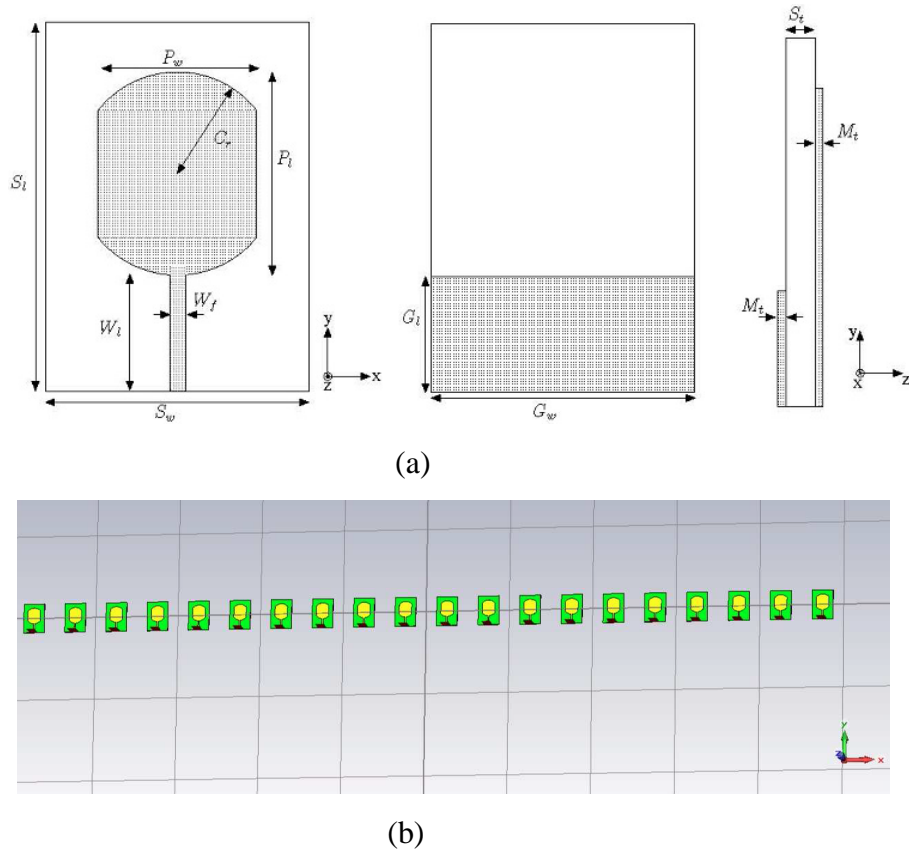 S_t
P_w
C_r
P_l
M_t
S_l
W_f
W_l
G_l
M_t
y
x
z
S_w
G_w
y
x
z
(a)
y
z
x
(b)